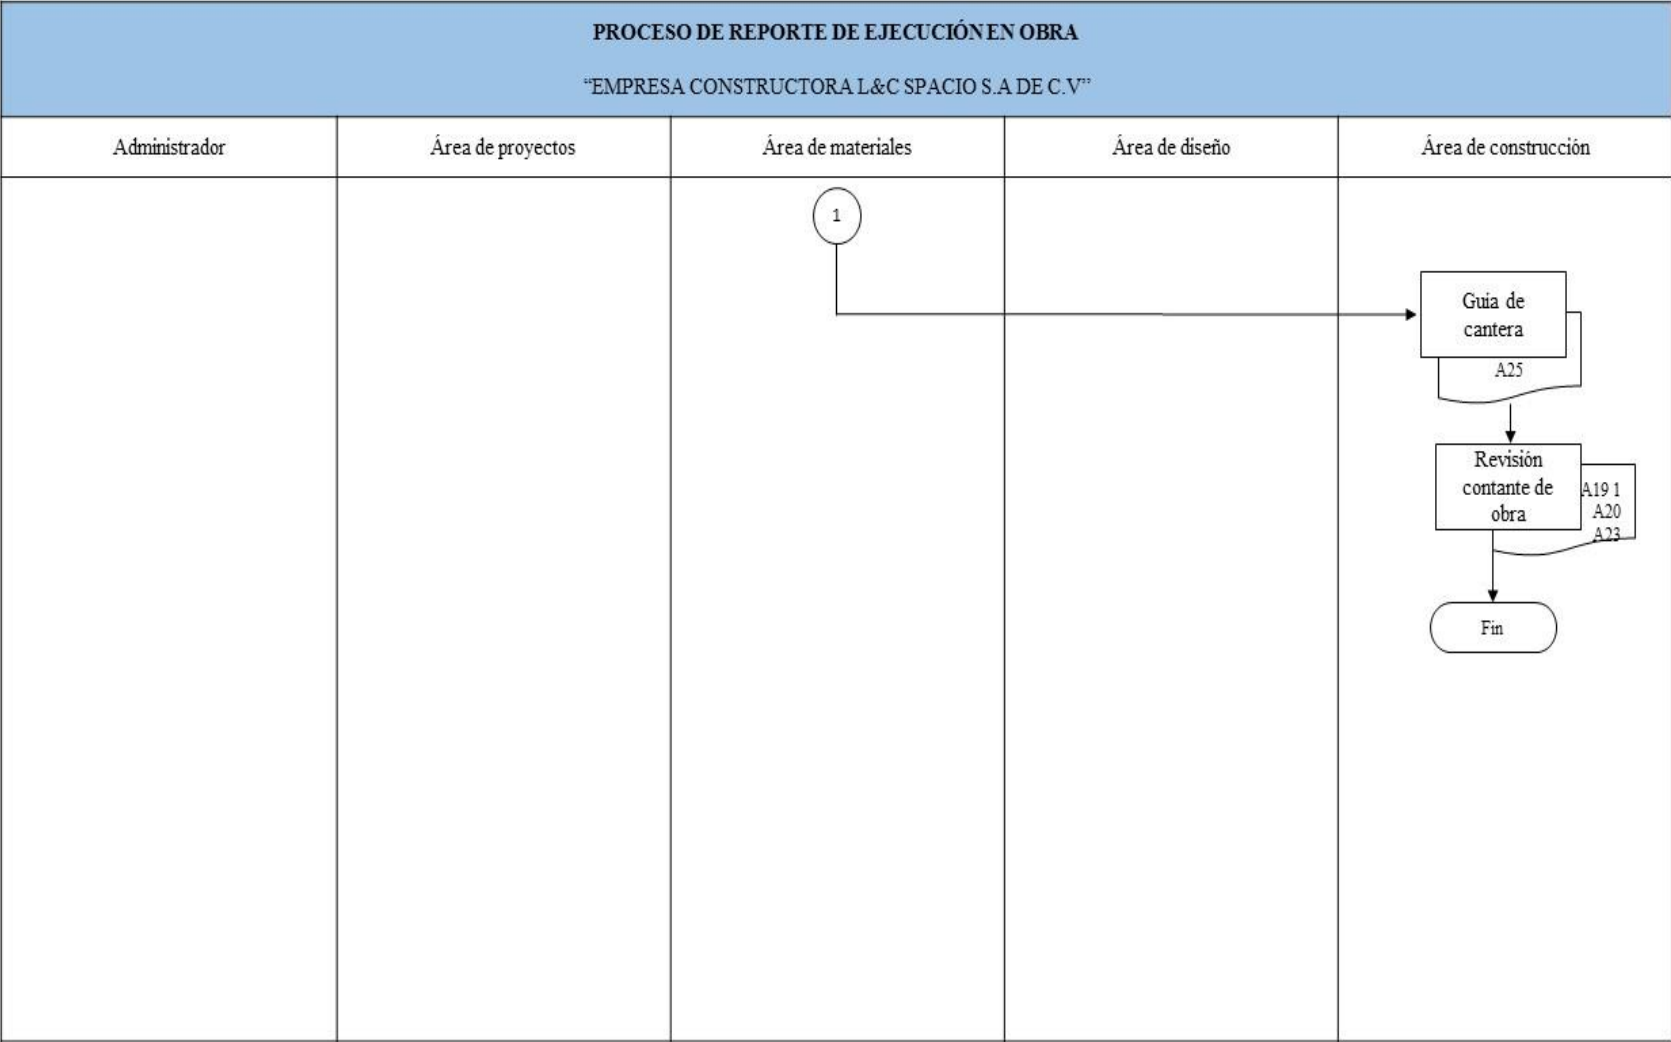 PROCESO DE REPORTE DE EJECUCIÓN EN OBRA
“EMPRESA CONSTRUCTORA L&C SPACIO S.A DE C.V”
Administrador
Área de proyectos
Área de materiales
Área de diseño
Área de construcción
1
Guia de
cantera
A25
Revisión
contante de
obra
A19 1
A20
A23
Fin